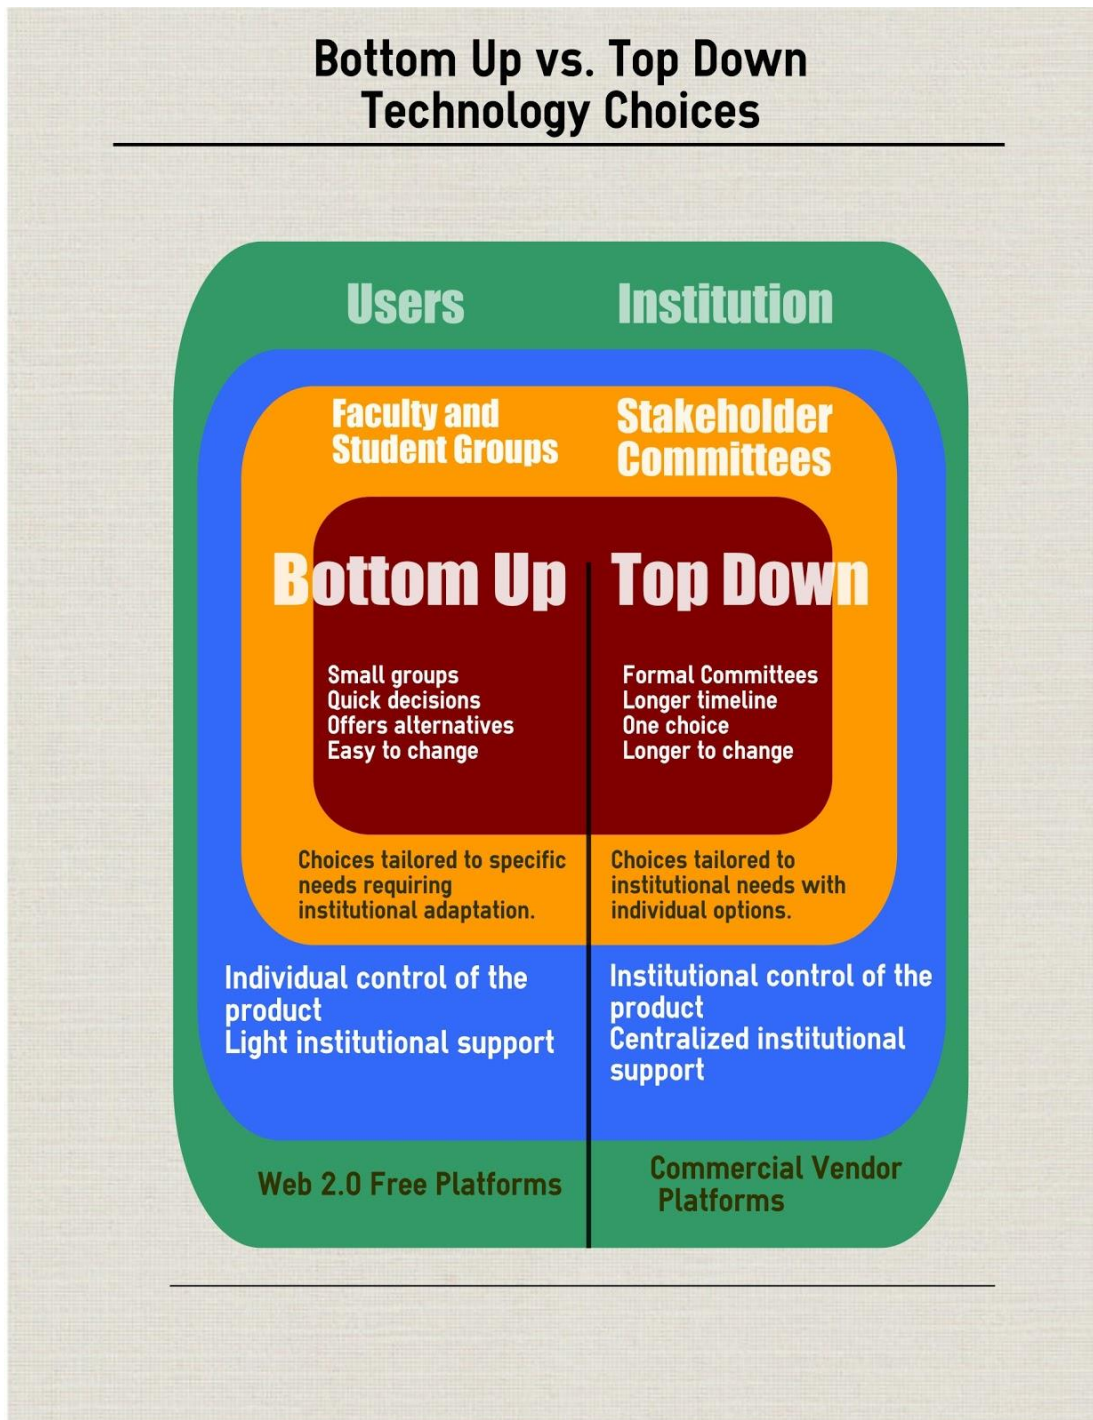 Bottom Up vs. Top Down
Technology Choices
Users
Institution
Faculty and
Student Groups
Stakeholder
Committees
Bottom Up
Top Down
Small groups
Quick decisions
Offers alternatives
Easy to change
Formal Committees
Longer timeline
One choice
Longer to change
Choices tailored to specific
needs requiring
institutional adaptation.
Choices tailored to
institutional needs with
individual options.
Individual control of the
product
Light institutional support
Institutional control of the
product
Centralized institutional
support
Web 2.0 Free Platforms
Commercial Vendor
Platforms